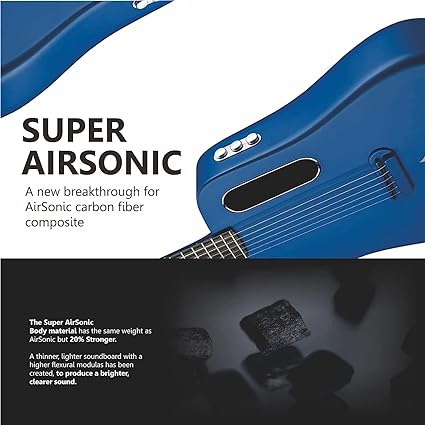 SUPER
AIRSONIC
A new breakthrough for
AirSonic carbon fiber
composite
The Super AirSonic
Body material has the same weight as
AirSonic but 20% Stronger.
A thinner, lighter soundboard with a
higher flexural modulas has been
created, to produce a brighter,
clearer sound.